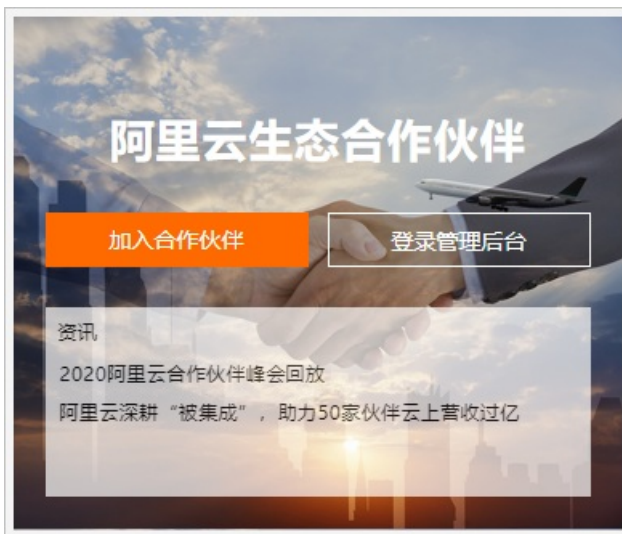 阿里云生态合作伙伴
加入合作伙伴
登录管理后台
资讯
2020阿里云合作伙伴峰会回放
阿里云深耕“被集成”，助力50家伙伴云上营收过亿